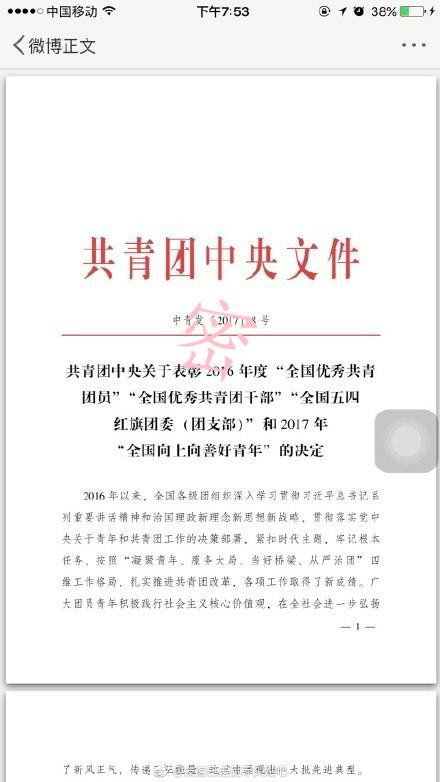 中国移动 下午7:53 38%
微博正文
共青团中央文件
中青发〔2017〕8号
密
共青团中央关于表彰2016年度“全国优秀共青
团员”“全国优秀共青团干部”“全国五四
红旗团委（团支部）”和2017年
“全国向上向善好青年”的决定
2016年以来，全国各级团组织深入学习贯彻习近平总书记系
列重要讲话精神和治国理政新理念新思想新战略，贯彻落实党中
央关于青年和共青团工作的决策部署，紧扣时代主题，牢记根本
任务，按照“凝聚青年、服务大局、当好桥梁、从严治团”四
维工作格局，扎实推进共青团改革，各项工作取得了新成绩。广
大团员青年积极践行社会主义核心价值观，在全社会进一步弘扬
— 1 —
了新风正气，传递 大批先进典型。